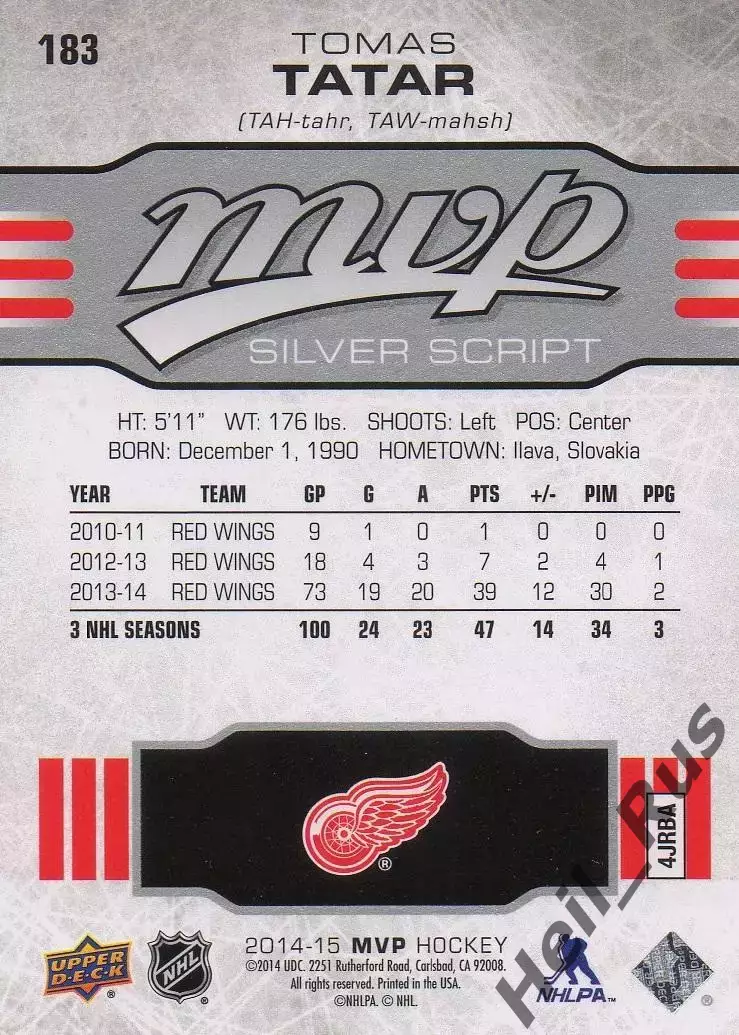 183
TOMAS
TATAR
(TAH-tahr, TAW-mahsh)
mvp
SILVER SCRIPT
HT: 5'11" WT: 176 lbs. SHOOTS: Left POS: Center
BORN: December 1, 1990 HOMETOWN: Ilava, Slovakia
YEAR TEAM GP G A PTS +/- PIM PPG
2010-11 RED WINGS 9 1 0 1 0 0 0
2012-13 RED WINGS 18 4 3 7 2 4 1
2013-14 RED WINGS 73 19 20 39 12 30 2
3 NHL SEASONS 100 24 23 47 14 34 3
®
4JRBA
Heil_Rus
UPPER DECK ®
NHL ®
2014-15 MVP HOCKEY
©2014 UDC. 2251 Rutherford Road, Carlsbad, CA 92008.
All rights reserved. Printed in the USA.
©NHLPA. © NHL.
NHLPA™
®